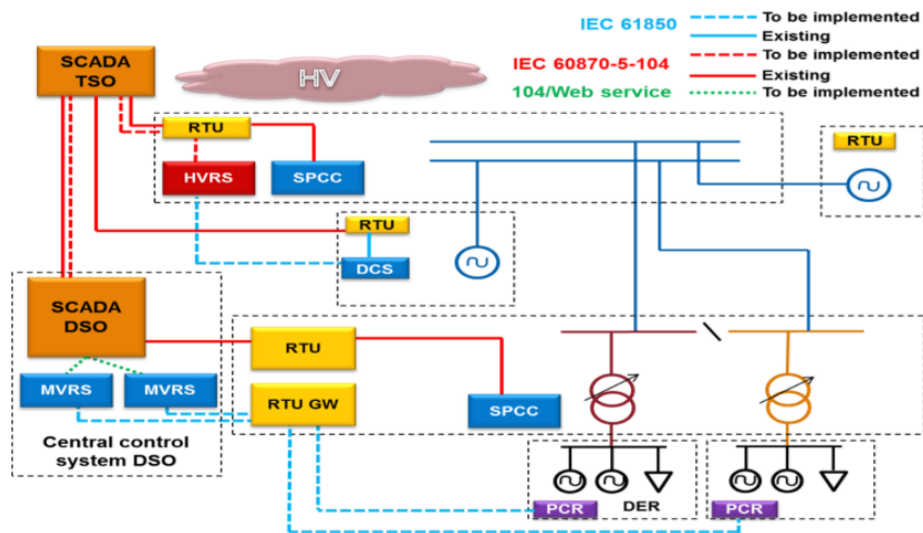 IEC 61850
To be implemented
Existing
IEC 60870-5-104
To be implemented
Existing
104/Web service
To be implemented
SCADA
TSO
HV
RTU
HVRS
SPCC
RTU
RTU
DCS
SCADA
DSO
MVRS
MVRS
Central control
system DSO
RTU
RTU GW
SPCC
PCR
DER
PCR